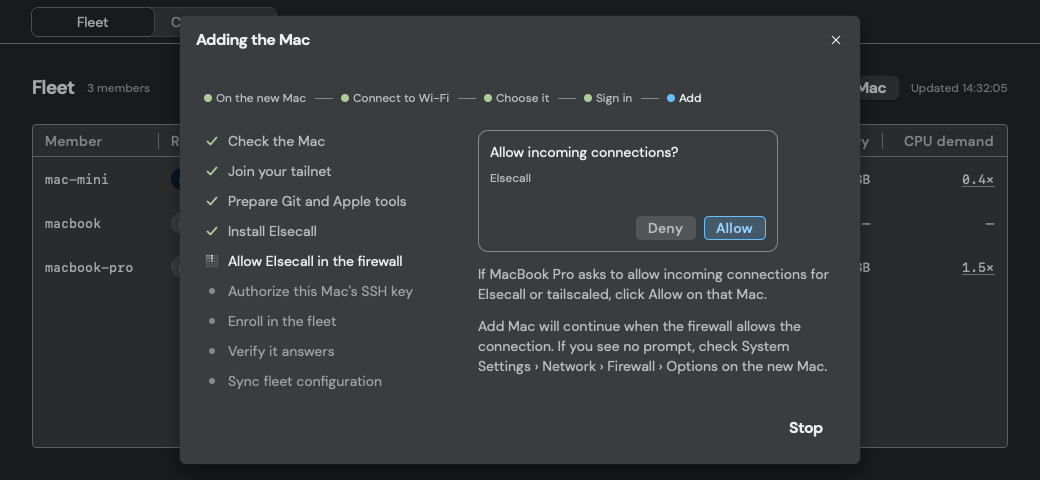 Fleet
Adding the Mac
Fleet 3 members
Mac Updated 14:32:05
On the new Mac Connect to Wi-Fi Choose it Sign in Add
Member
CPU demand
Check the Mac
Join your tailnet
Prepare Git and Apple tools
Install Elsecall
Allow Elsecall in the firewall
Authorize this Mac's SSH key
Enroll in the fleet
Verify it answers
Sync fleet configuration
Allow incoming connections?
Elsecall
Deny Allow
If MacBook Pro asks to allow incoming connections for
Elsecall or tailscaled, click Allow on that Mac.
Add Mac will continue when the firewall allows the
connection. If you see no prompt, check System
Settings › Network › Firewall › Options on the new Mac.
Stop
mac-mini
0.4×
macbook
—
macbook-pro
1.5×